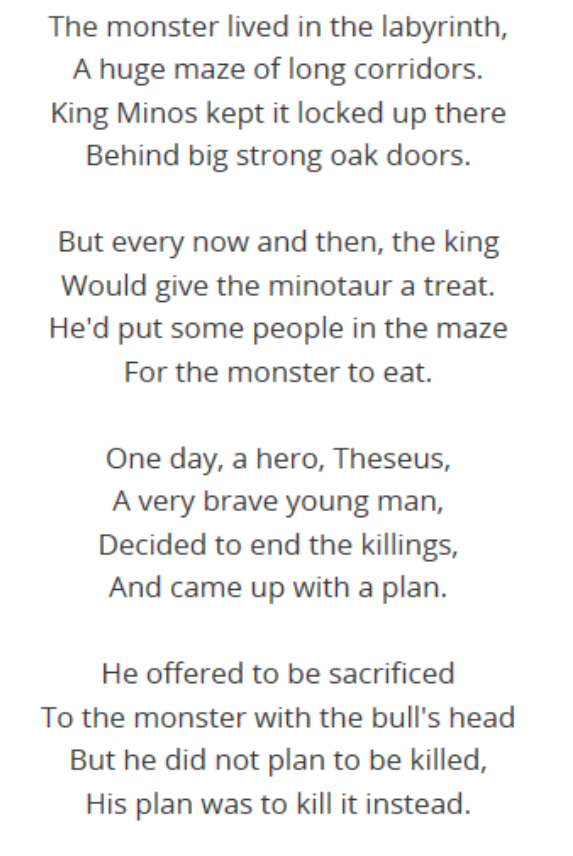 The monster lived in the labyrinth,
A huge maze of long corridors.
King Minos kept it locked up there
Behind big strong oak doors.
But every now and then, the king
Would give the minotaur a treat.
He'd put some people in the maze
For the monster to eat.
One day, a hero, Theseus,
A very brave young man,
Decided to end the killings,
And came up with a plan.
He offered to be sacrificed
To the monster with the bull's head
But he did not plan to be killed,
His plan was to kill it instead.